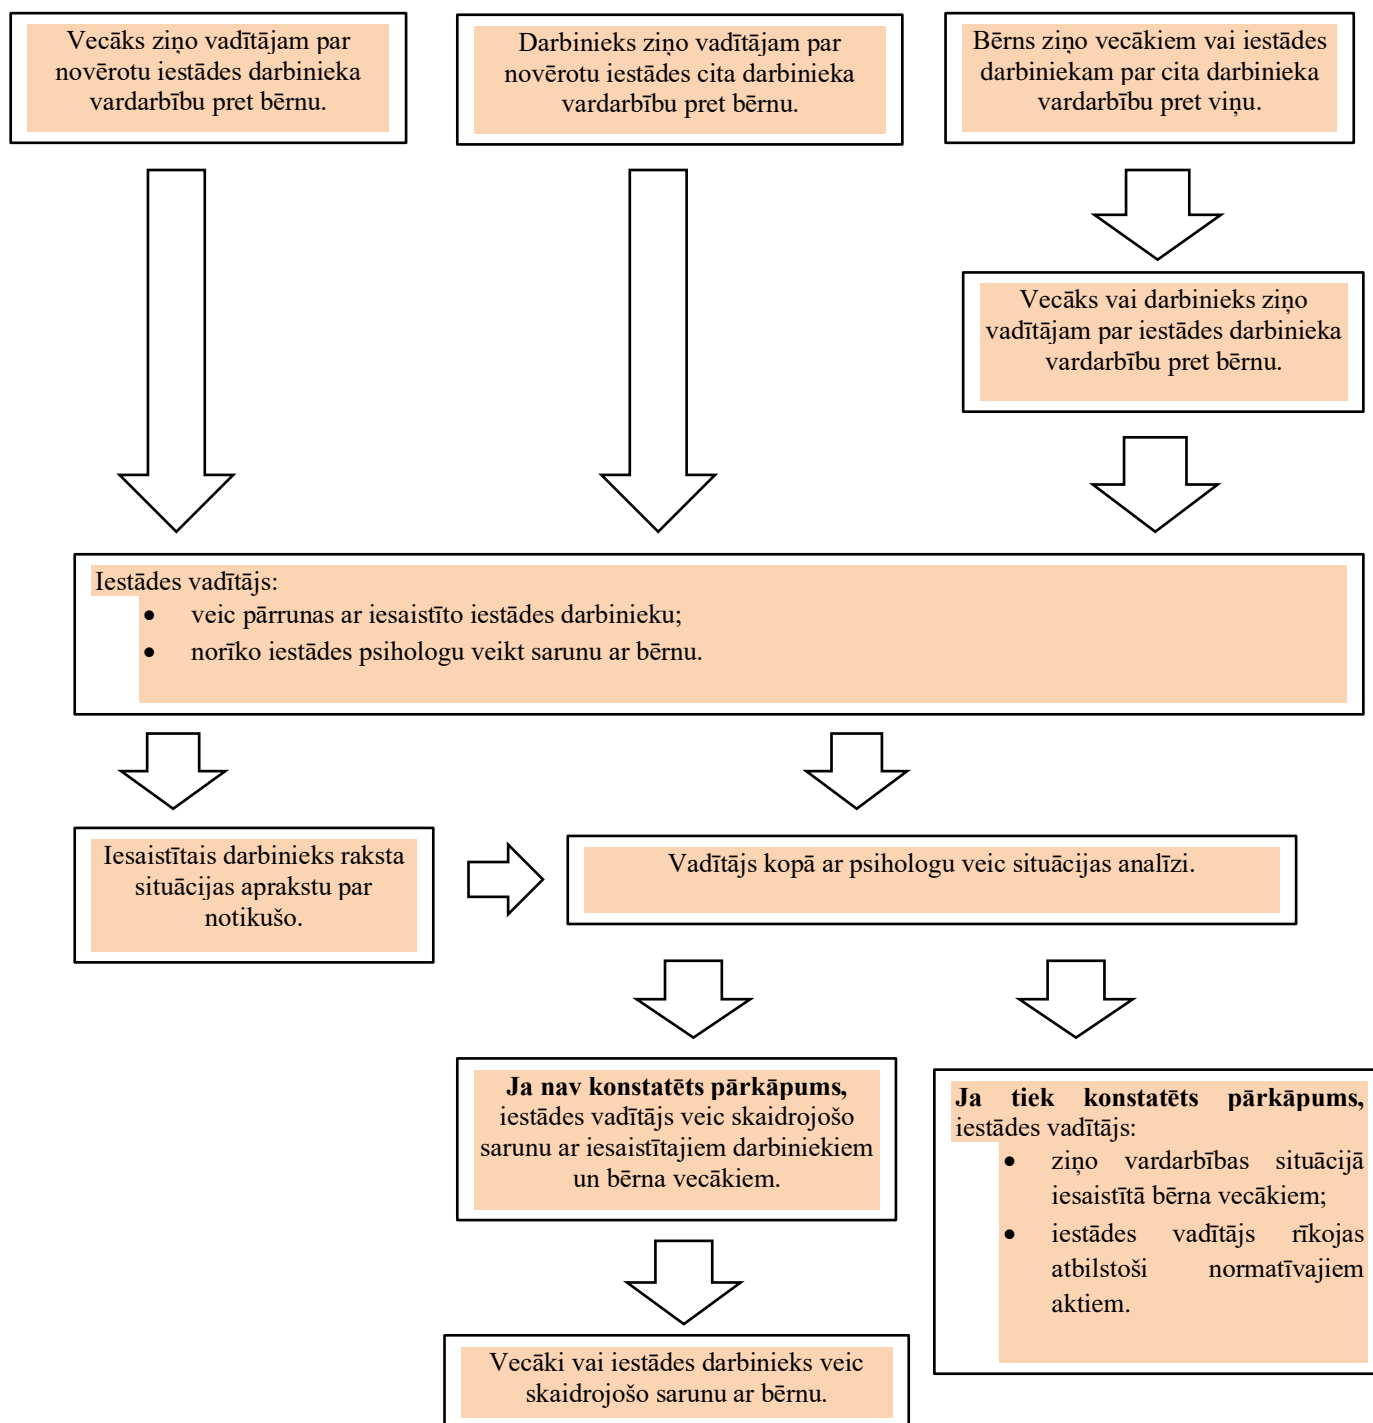 Vecāks ziņo vadītājam par
novērotu iestādes darbinieka
vardarbību pret bērnu.
Darbinieks ziņo vadītājam par
novērotu iestādes cita darbinieka
vardarbību pret bērnu.
Bērns ziņo vecākiem vai iestādes
darbiniekam par cita darbinieka
vardarbību pret viņu.
Vecāks vai darbinieks ziņo
vadītājam par iestādes darbinieka
vardarbību pret bērnu.
Iestādes vadītājs:
• veic pārrunas ar iesaistīto iestādes darbinieku;
• norīko iestādes psihologu veikt sarunu ar bērnu.
Iesaistītais darbinieks raksta
situācijas aprakstu par
notikušo.
Vadītājs kopā ar psihologu veic situācijas analīzi.
Ja nav konstatēts pārkāpums,
iestādes vadītājs veic skaidrojošo
sarunu ar iesaistītajiem darbiniekiem
un bērna vecākiem.
Ja tiek konstatēts pārkāpums,
iestādes vadītājs:
• ziņo vardarbības situācijā
iesaistītā bērna vecākiem;
• iestādes vadītājs rīkojas
atbilstoši normatīvajiem
aktiem.
Vecāki vai iestādes darbinieks veic
skaidrojošo sarunu ar bērnu.